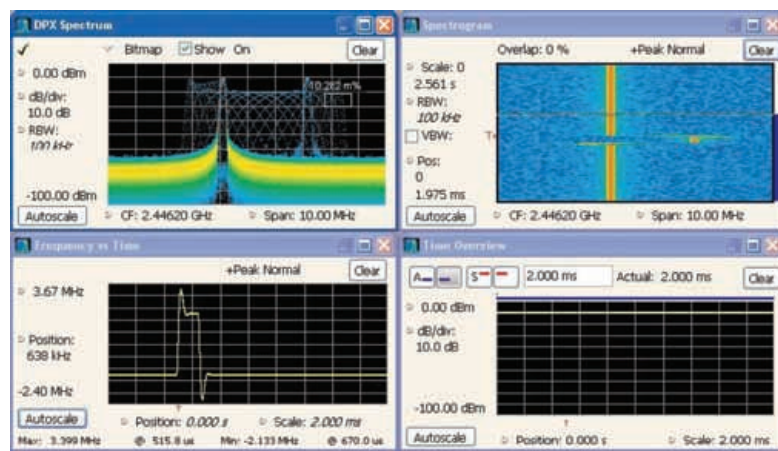 DPX Spectrum
✓ Bitmap Show On Clear
0.00 dBm
dB/div:
10.0 dB
RBW:
100 kHz
-100.00 dBm
10.282 m%
Autoscale CF: 2.44620 GHz Span: 10.00 MHz
Spectrogram
Overlap: 0 % +Peak Normal Clear
Scale: 0
2.561 s
RBW:
100 kHz
VBW:
Pos:
0
1.975 ms
Autoscale CF: 2.44620 GHz Span: 10.00 MHz
Frequency vs Time
+Peak Normal Clear
3.67 MHz
Position:
638 kHz
-2.40 MHz
Autoscale Position: 0.000 s Scale: 2.000 ms
Max: 3.399 MHz @ 515.8 us Min: -2.133 MHz @ 670.0 us
Time Overview
A S 2.000 ms Actual: 2.000 ms Clear
0.00 dBm
dB/div:
10.0 dB
-100.00 dBm
Autoscale Position: 0.000 s Scale: 2.000 ms